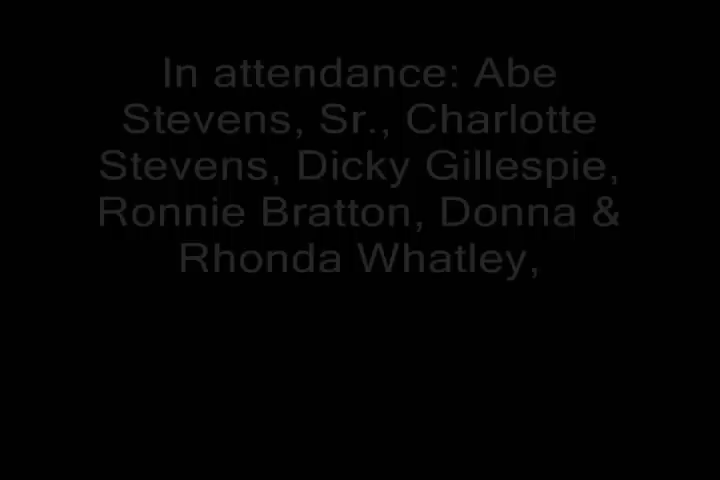 In attendance: Abe
Stevens, Sr., Charlotte
Stevens, Dicky Gillespie,
Ronnie Bratton, Donna &
Rhonda Whatley,